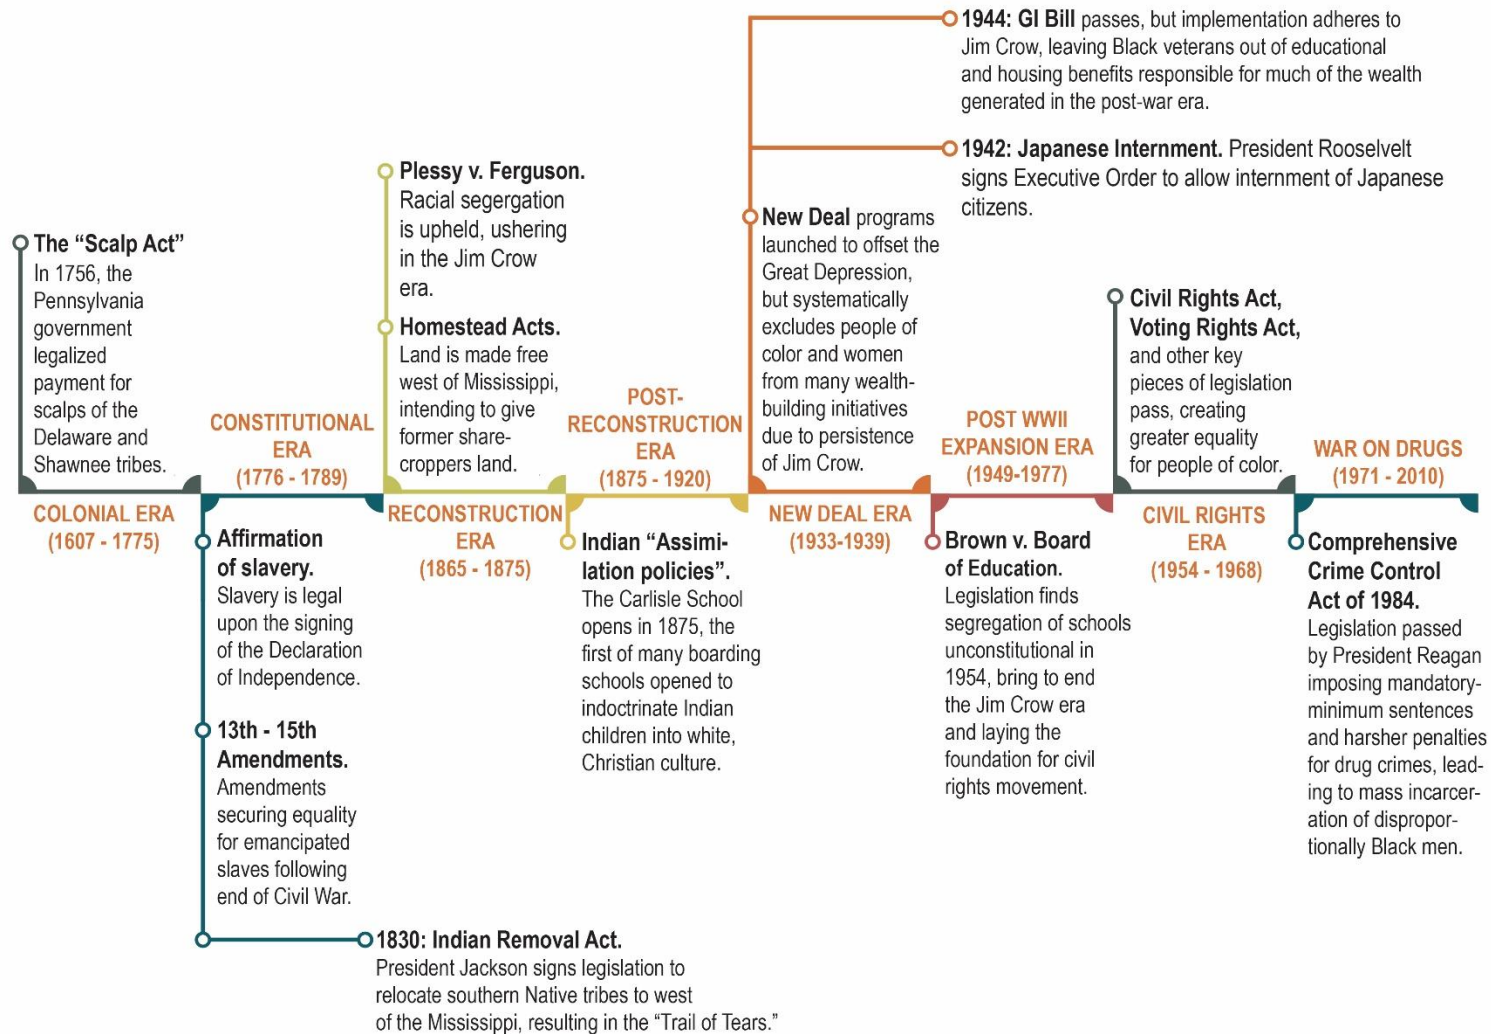 The “Scalp Act”
In 1756, the
Pennsylvania
government
legalized
payment for
scalps of the
Delaware and
Shawnee tribes.
COLONIAL ERA
(1607 - 1775)
CONSTITUTIONAL
ERA
(1776 - 1789)
Affirmation
of slavery.
Slavery is legal
upon the signing
of the Declaration
of Independence.
13th - 15th
Amendments.
Amendments
securing equality
for emancipated
slaves following
end of Civil War.
1830: Indian Removal Act.
President Jackson signs legislation to
relocate southern Native tribes to west
of the Mississippi, resulting in the “Trail of Tears.”
Plessy v. Ferguson.
Racial segergation
is upheld, ushering
in the Jim Crow
era.
Homestead Acts.
Land is made free
west of Mississippi,
intending to give
former share-
croppers land.
RECONSTRUCTION
ERA
(1865 - 1875)
POST-
RECONSTRUCTION
ERA
(1875 - 1920)
Indian “Assimi-
lation policies”.
The Carlisle School
opens in 1875, the
first of many boarding
schools opened to
indoctrinate Indian
children into white,
Christian culture.
1944: GI Bill passes, but implementation adheres to
Jim Crow, leaving Black veterans out of educational
and housing benefits responsible for much of the wealth
generated in the post-war era.
1942: Japanese Internment. President Rooselvelt
signs Executive Order to allow internment of Japanese
citizens.
New Deal programs
launched to offset the
Great Depression,
but systematically
excludes people of
color and women
from many wealth-
building initiatives
due to persistence
of Jim Crow.
NEW DEAL ERA
(1933-1939)
POST WWII
EXPANSION ERA
(1949-1977)
Brown v. Board
of Education.
Legislation finds
segregation of schools
unconstitutional in
1954, bring to end
the Jim Crow era
and laying the
foundation for civil
rights movement.
Civil Rights Act,
Voting Rights Act,
and other key
pieces of legislation
pass, creating
greater equality
for people of color.
CIVIL RIGHTS
ERA
(1954 - 1968)
WAR ON DRUGS
(1971 - 2010)
Comprehensive
Crime Control
Act of 1984.
Legislation passed
by President Reagan
imposing mandatory-
minimum sentences
and harsher penalties
for drug crimes, lead-
ing to mass incarcer-
ation of dispropor-
tionally Black men.